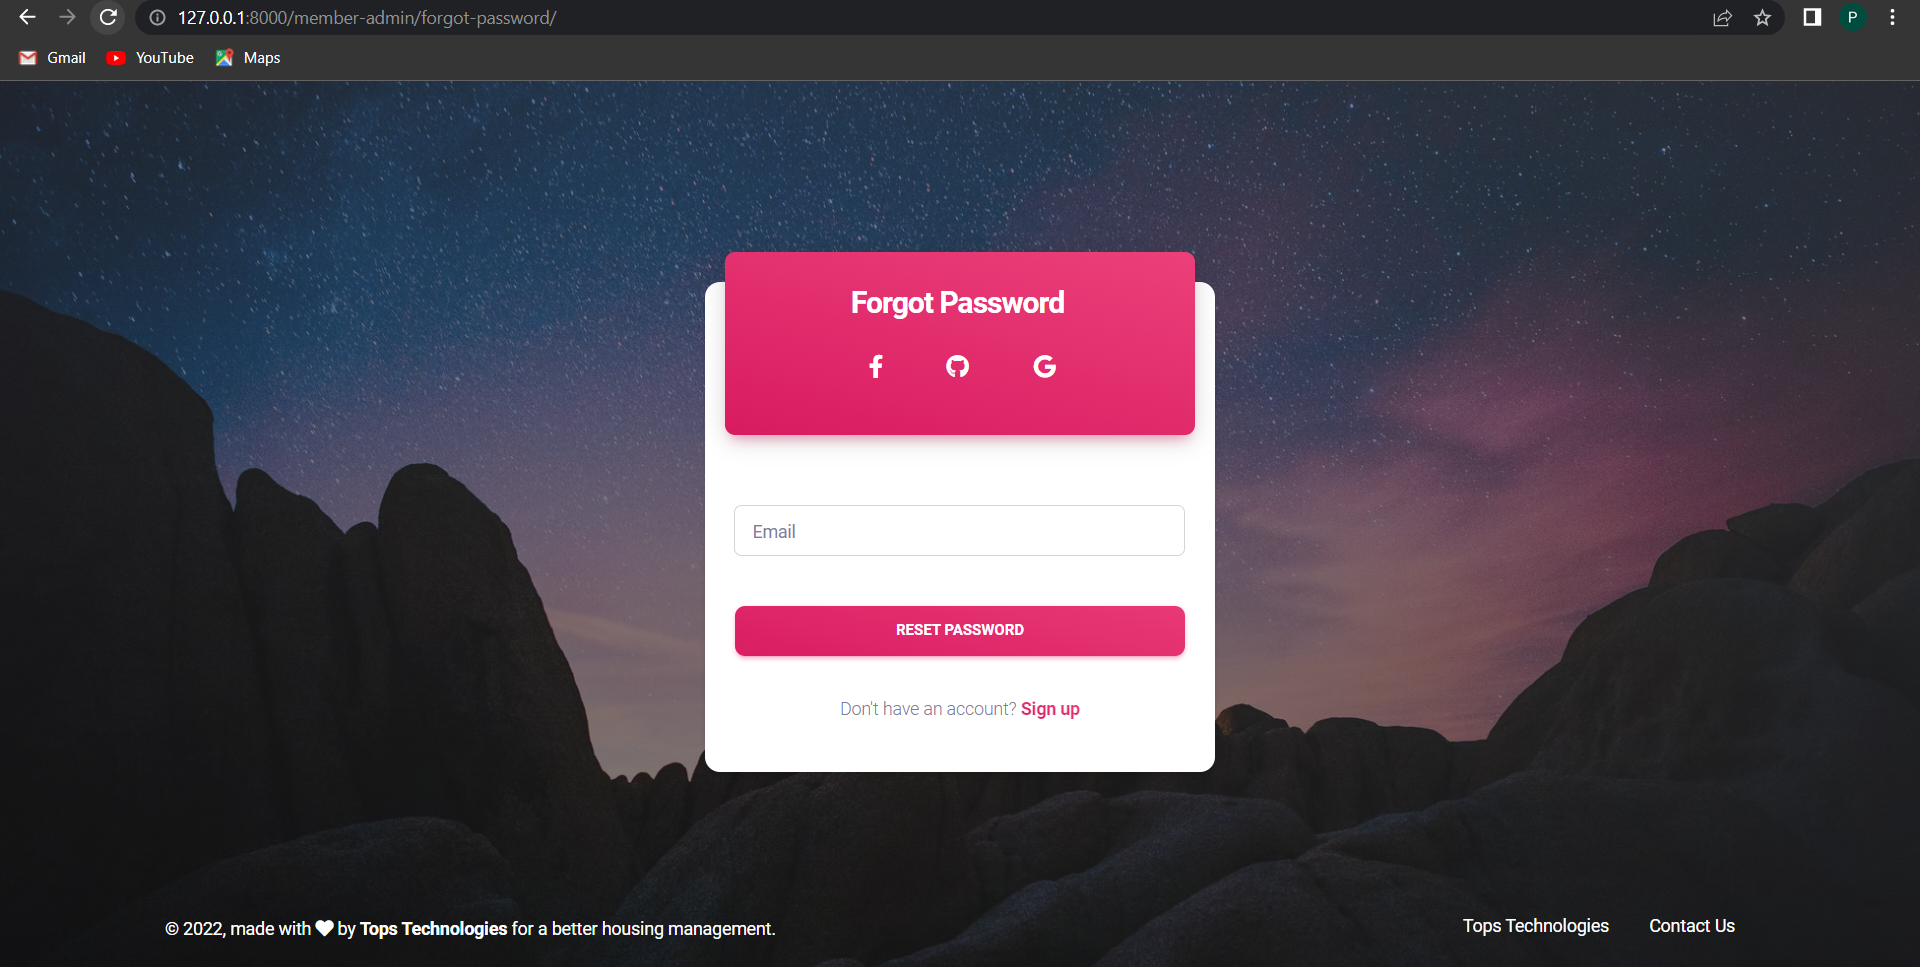 127.0.0.1:8000/member-admin/forgot-password/
P
Gmail YouTube Maps
Forgot Password
Email
RESET PASSWORD
Don't have an account? Sign up
© 2022, made with by Tops Technologies for a better housing management.
Tops Technologies Contact Us